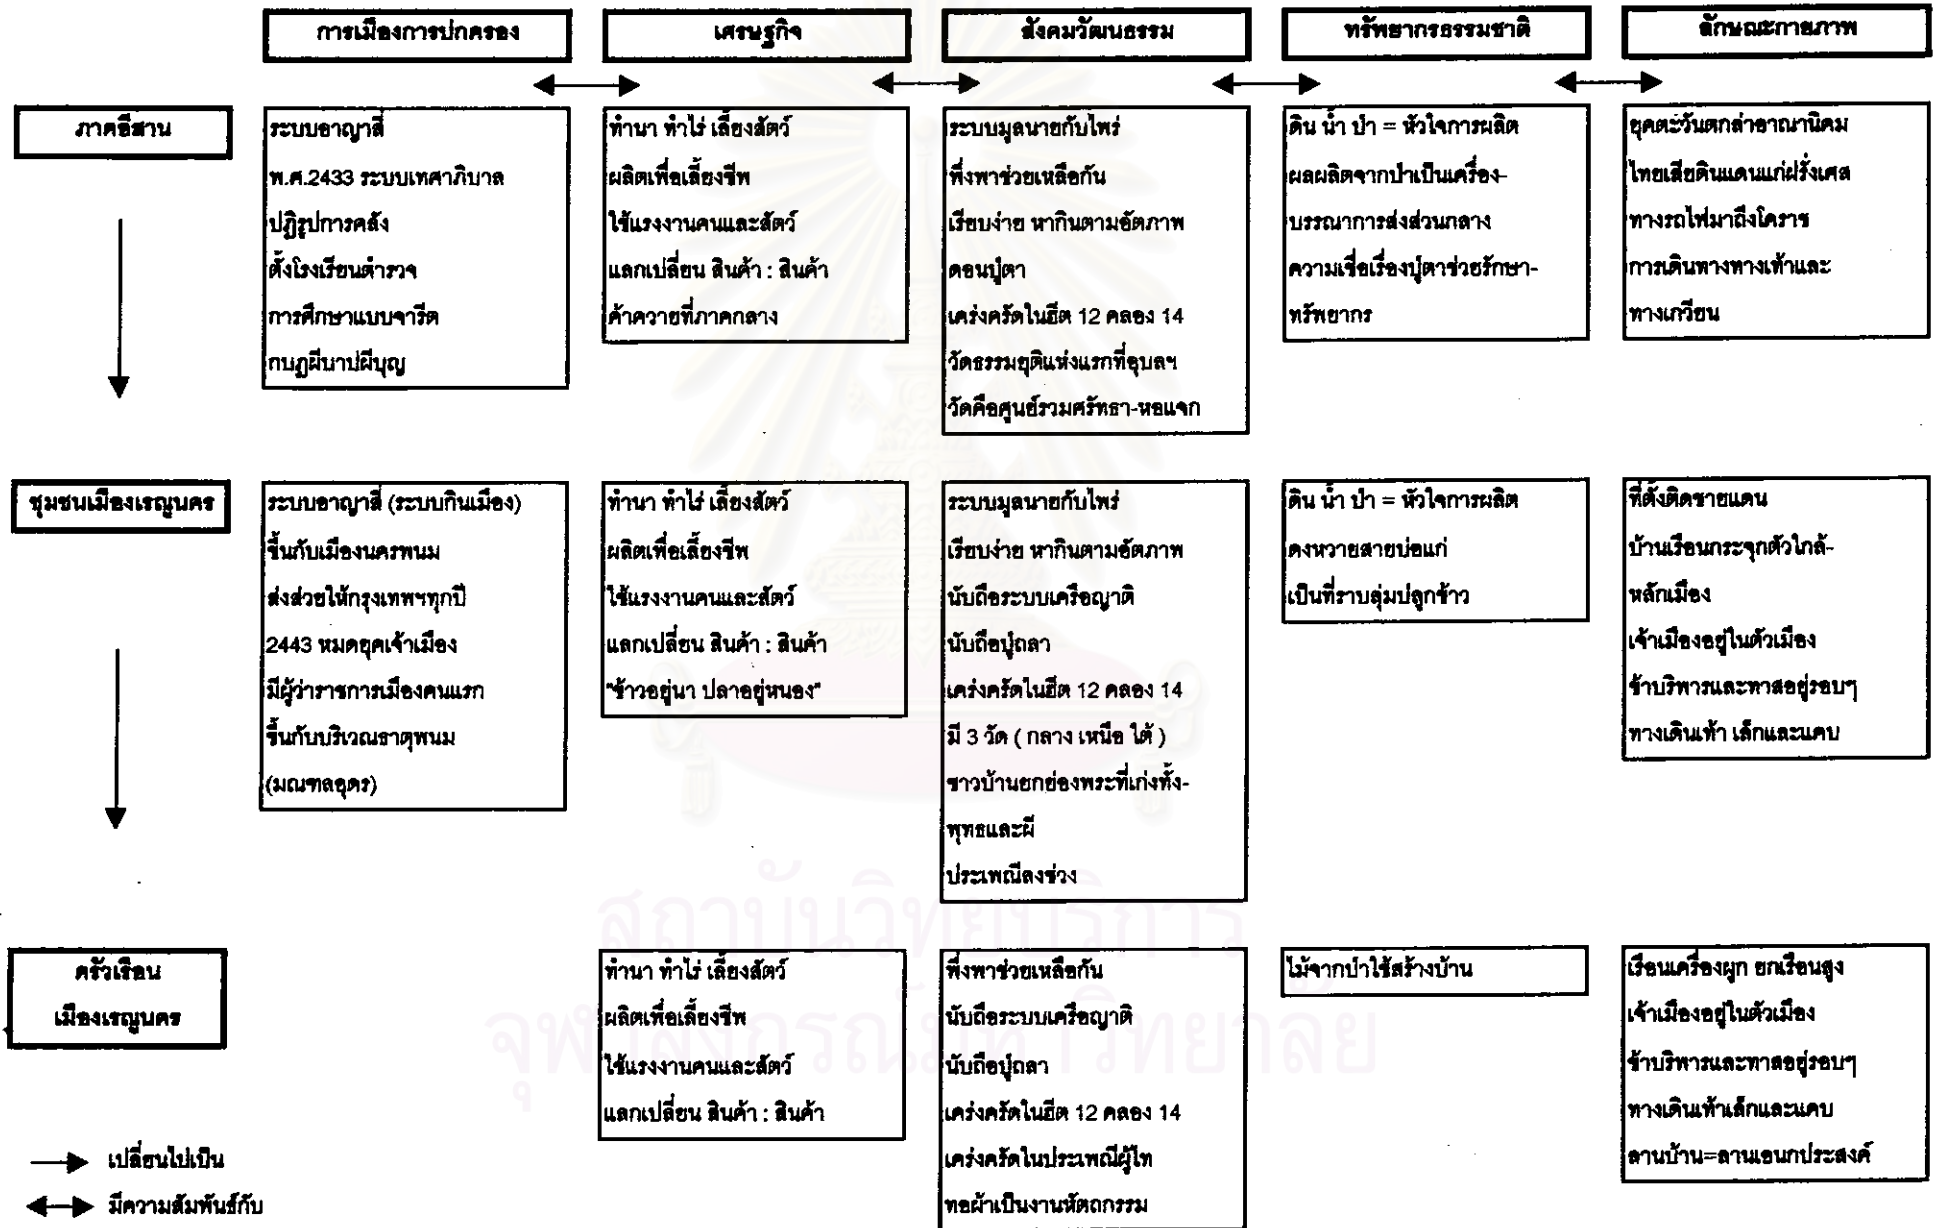 การเมืองการปกครอง
เศรษฐกิจ
สังคมวัฒนธรรม
ทรัพยากรธรรมชาติ
ลักษณะกายภาพ
ภาคอีสาน
ระบบอาญาสี่
พ.ศ.2433 ระบบเทศาภิบาล
ปฏิรูปการคลัง
ตั้งโรงเรียนตำรวจ
การศึกษาแบบจารีต
กบฏผีบาปผีบุญ
ทำนา ทำไร่ เลี้ยงสัตว์
ผลิตเพื่อเลี้ยงชีพ
ใช้แรงงานคนและสัตว์
แลกเปลี่ยน สินค้า : สินค้า
ค้าควายที่ภาคกลาง
ระบบมูลนายกับไพร่
พึ่งพาช่วยเหลือกัน
เรียบง่าย หากินตามอัตภาพ
ดอนปู่ตา
เคร่งครัดในฮีต 12 คลอง 14
วัดธรรมยุติแห่งแรกที่อุบลฯ
วัดคือศูนย์รวมศรัทธา-หอแจก
ดิน น้ำ ป่า = หัวใจการผลิต
ผลผลิตจากป่าเป็นเครื่อง-
บรรณาการส่งส่วนกลาง
ความเชื่อเรื่องปู่ตาช่วยรักษา-
ทรัพยากร
ยุคตะวันตกล่าอาณานิคม
ไทยเสียดินแดนแก่ฝรั่งเศส
ทางรถไฟมาถึงโคราช
การเดินทางทางเท้าและ
ทางเกวียน
ชุมชนเมืองเรณูนคร
ระบบอาญาสี่ (ระบบกินเมือง)
ขึ้นกับเมืองนครพนม
ส่งส่วยให้กรุงเทพฯทุกปี
2443 หมดยุคเจ้าเมือง
มีผู้ว่าราชการเมืองคนแรก
ขึ้นกับบริเวณธาตุพนม
(มณฑลอุดร)
ทำนา ทำไร่ เลี้ยงสัตว์
ผลิตเพื่อเลี้ยงชีพ
ใช้แรงงานคนและสัตว์
แลกเปลี่ยน สินค้า : สินค้า
"ข้าวอยู่นา ปลาอยู่หนอง"
ระบบมูลนายกับไพร่
เรียบง่าย หากินตามอัตภาพ
นับถือระบบเครือญาติ
นับถือปู่ถลา
เคร่งครัดในฮีต 12 คลอง 14
มี 3 วัด ( กลาง เหนือ ใต้ )
ชาวบ้านยกย่องพระที่เก่งทั้ง-
พุทธและผี
ประเพณีลงช่วง
ดิน น้ำ ป่า = หัวใจการผลิต
ดงหวายสายบ่อแก่
เป็นที่ราบลุ่มปลูกข้าว
ที่ตั้งติดชายแดน
บ้านเรือนกระจุกตัวใกล้-
หลักเมือง
เจ้าเมืองอยู่ในตัวเมือง
ข้าบริพารและทาสอยู่รอบๆ
ทางเดินเท้า เล็กและแคบ
ครัวเรือน
เมืองเรณูนคร
ทำนา ทำไร่ เลี้ยงสัตว์
ผลิตเพื่อเลี้ยงชีพ
ใช้แรงงานคนและสัตว์
แลกเปลี่ยน สินค้า : สินค้า
พึ่งพาช่วยเหลือกัน
นับถือระบบเครือญาติ
นับถือปู่ถลา
เคร่งครัดในฮีต 12 คลอง 14
เคร่งครัดในประเพณีผู้ไท
ทอผ้าเป็นงานหัตถกรรม
ไม้จากป่าใช้สร้างบ้าน
เรือนเครื่องผูก ยกเรือนสูง
เจ้าเมืองอยู่ในตัวเมือง
ข้าบริพารและทาสอยู่รอบๆ
ทางเดินเท้าเล็กและแคบ
ลานบ้าน=ลานเอนกประสงค์
เปลี่ยนไปเป็น
มีความสัมพันธ์กับ
สถาบันวิทยบริการ
จุฬาลงกรณ์มหาวิทยาลัย